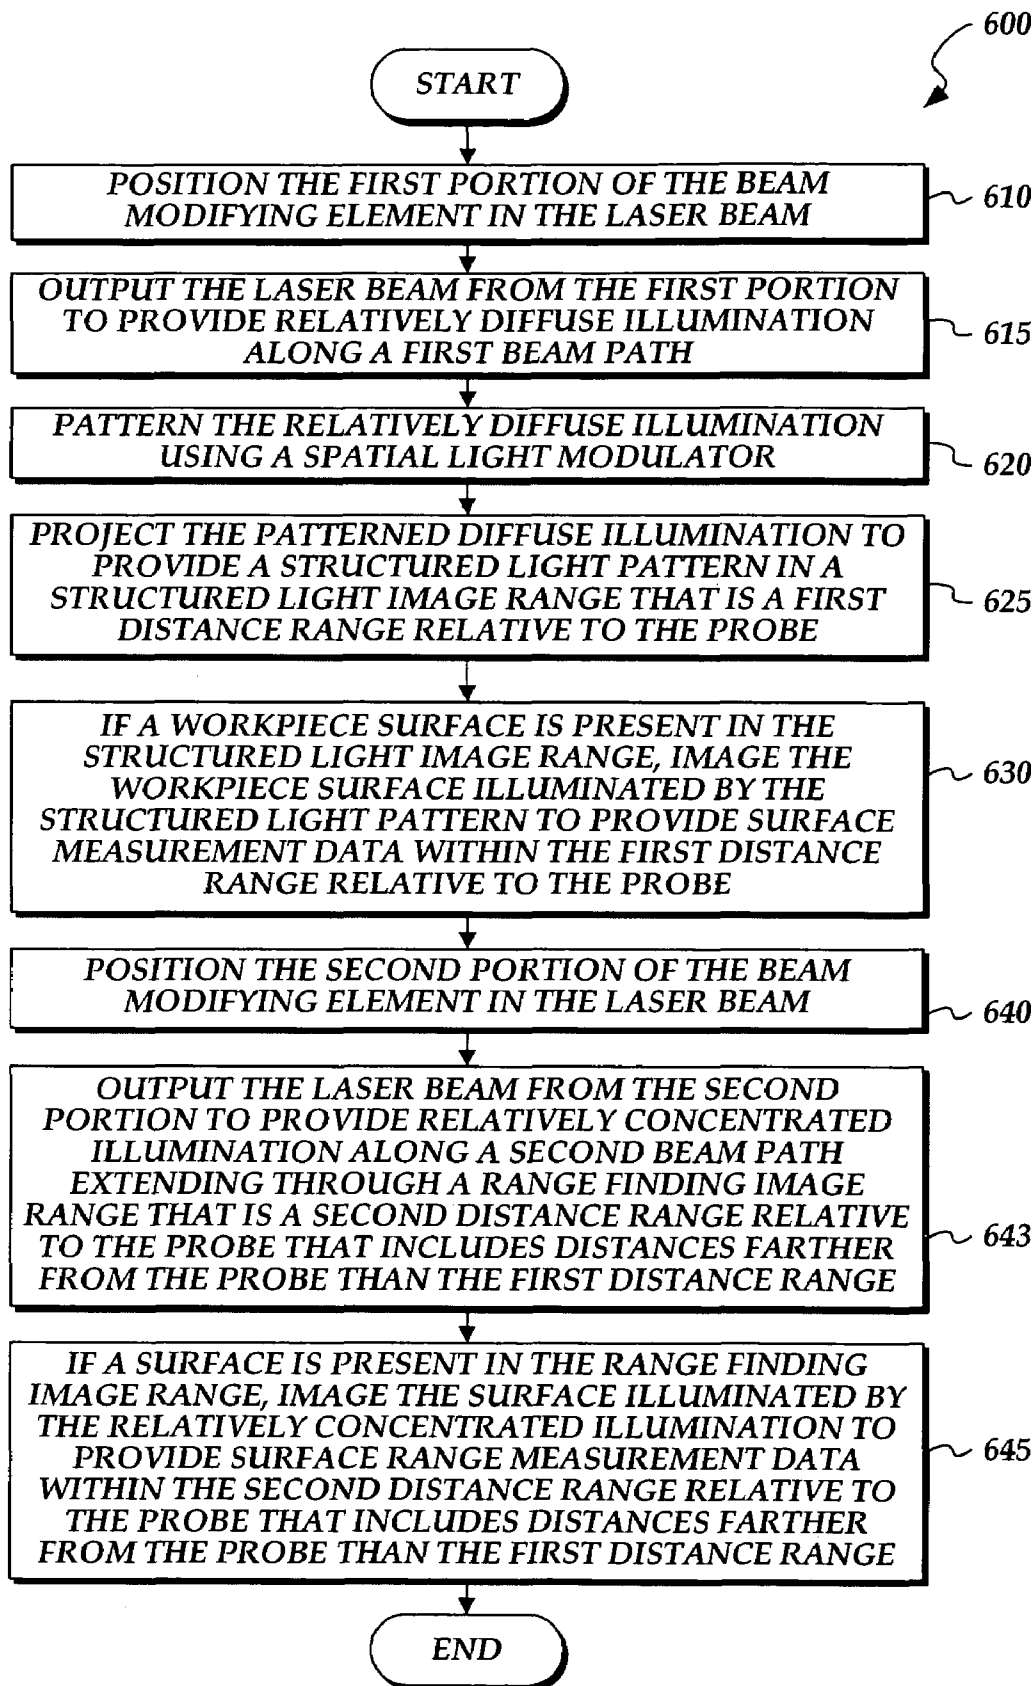 600
START
POSITION THE FIRST PORTION OF THE BEAM
MODIFYING ELEMENT IN THE LASER BEAM
610
OUTPUT THE LASER BEAM FROM THE FIRST PORTION
TO PROVIDE RELATIVELY DIFFUSE ILLUMINATION
ALONG A FIRST BEAM PATH
615
PATTERN THE RELATIVELY DIFFUSE ILLUMINATION
USING A SPATIAL LIGHT MODULATOR
620
PROJECT THE PATTERNED DIFFUSE ILLUMINATION TO
PROVIDE A STRUCTURED LIGHT PATTERN IN A
STRUCTURED LIGHT IMAGE RANGE THAT IS A FIRST
DISTANCE RANGE RELATIVE TO THE PROBE
625
IF A WORKPIECE SURFACE IS PRESENT IN THE
STRUCTURED LIGHT IMAGE RANGE, IMAGE THE
WORKPIECE SURFACE ILLUMINATED BY THE
STRUCTURED LIGHT PATTERN TO PROVIDE SURFACE
MEASUREMENT DATA WITHIN THE FIRST DISTANCE
RANGE RELATIVE TO THE PROBE
630
POSITION THE SECOND PORTION OF THE BEAM
MODIFYING ELEMENT IN THE LASER BEAM
640
OUTPUT THE LASER BEAM FROM THE SECOND
PORTION TO PROVIDE RELATIVELY CONCENTRATED
ILLUMINATION ALONG A SECOND BEAM PATH
EXTENDING THROUGH A RANGE FINDING IMAGE
RANGE THAT IS A SECOND DISTANCE RANGE RELATIVE
TO THE PROBE THAT INCLUDES DISTANCES FARTHER
FROM THE PROBE THAN THE FIRST DISTANCE RANGE
643
IF A SURFACE IS PRESENT IN THE RANGE FINDING
IMAGE RANGE, IMAGE THE SURFACE ILLUMINATED BY
THE RELATIVELY CONCENTRATED ILLUMINATION TO
PROVIDE SURFACE RANGE MEASUREMENT DATA
WITHIN THE SECOND DISTANCE RANGE RELATIVE TO
THE PROBE THAT INCLUDES DISTANCES FARTHER
FROM THE PROBE THAN THE FIRST DISTANCE RANGE
645
END